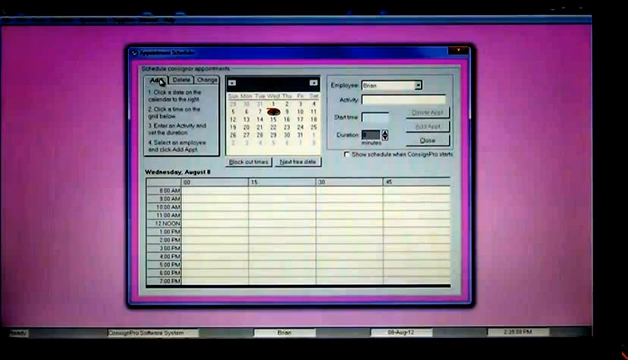 Appointment Scheduler
Schedule consignor appointments
Add Delete Change
1. Click a date on the
calendar to the right.
2. Click a time on the
grid below.
3. Enter an Activity and
set the duration.
4. Select an employee
and click Add Appt.
Sun Mon Tue Wed Thu Fri Sat
29 30 31 1 2 3 4
5 6 7 8 9 10 11
12 13 14 15 16 17 18
19 20 21 22 23 24 25
26 27 28 29 30 31
Block out times Next free date
Employee: Brian
Activity:
Start time:
Duration:
minutes
Delete Appt
Add Appt
Close
Show schedule when ConsignPro starts
Wednesday, August 8
00 15 30 45
8:00 AM
9:00 AM
10:00 AM
11:00 AM
12 NOON
1:00 PM
2:00 PM
3:00 PM
4:00 PM
5:00 PM
6:00 PM
7:00 PM
Ready ConsignPro Software System Brian 08-Aug-12